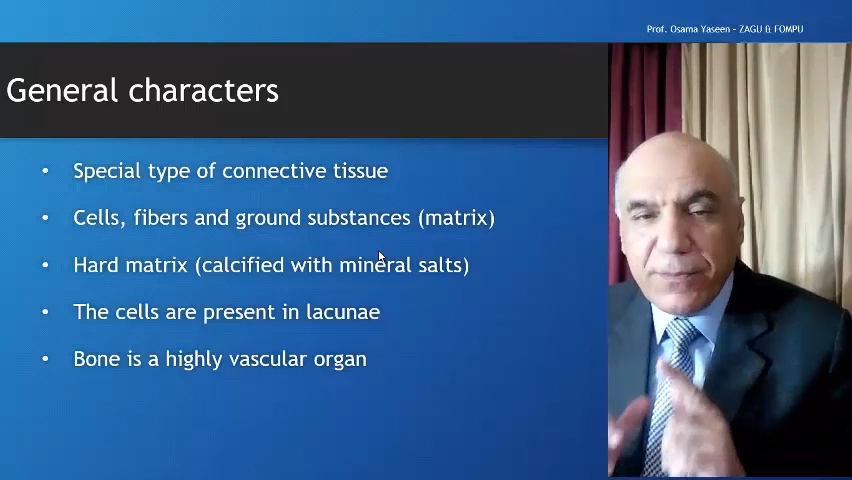 Prof. Osama Yaseen - ZAGU & FOMPU
General characters
• Special type of connective tissue
• Cells, fibers and ground substances (matrix)
• Hard matrix (calcified with mineral salts)
• The cells are present in lacunae
• Bone is a highly vascular organ